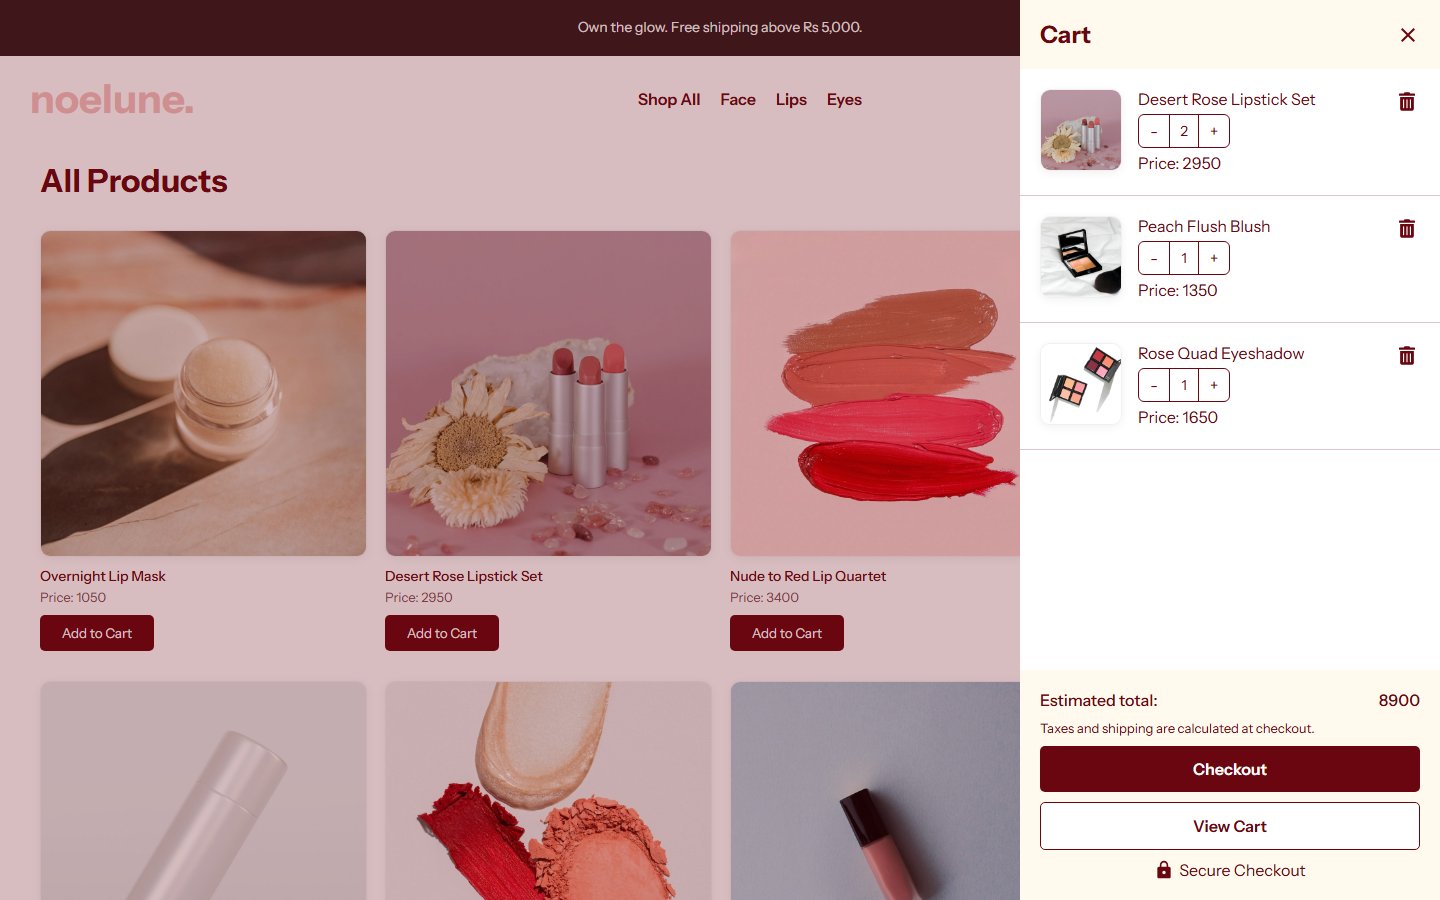 Own the glow. Free shipping above Rs 5,000.
noelune.
Shop All Face Lips Eyes
All Products
Overnight Lip Mask
Price: 1050
Add to Cart
Desert Rose Lipstick Set
Price: 2950
Add to Cart
Nude to Red Lip Quartet
Price: 3400
Add to Cart
Cart
Desert Rose Lipstick Set
- 2 +
Price: 2950
Peach Flush Blush
- 1 +
Price: 1350
Rose Quad Eyeshadow
- 1 +
Price: 1650
Estimated total: 8900
Taxes and shipping are calculated at checkout.
Checkout
View Cart
Secure Checkout